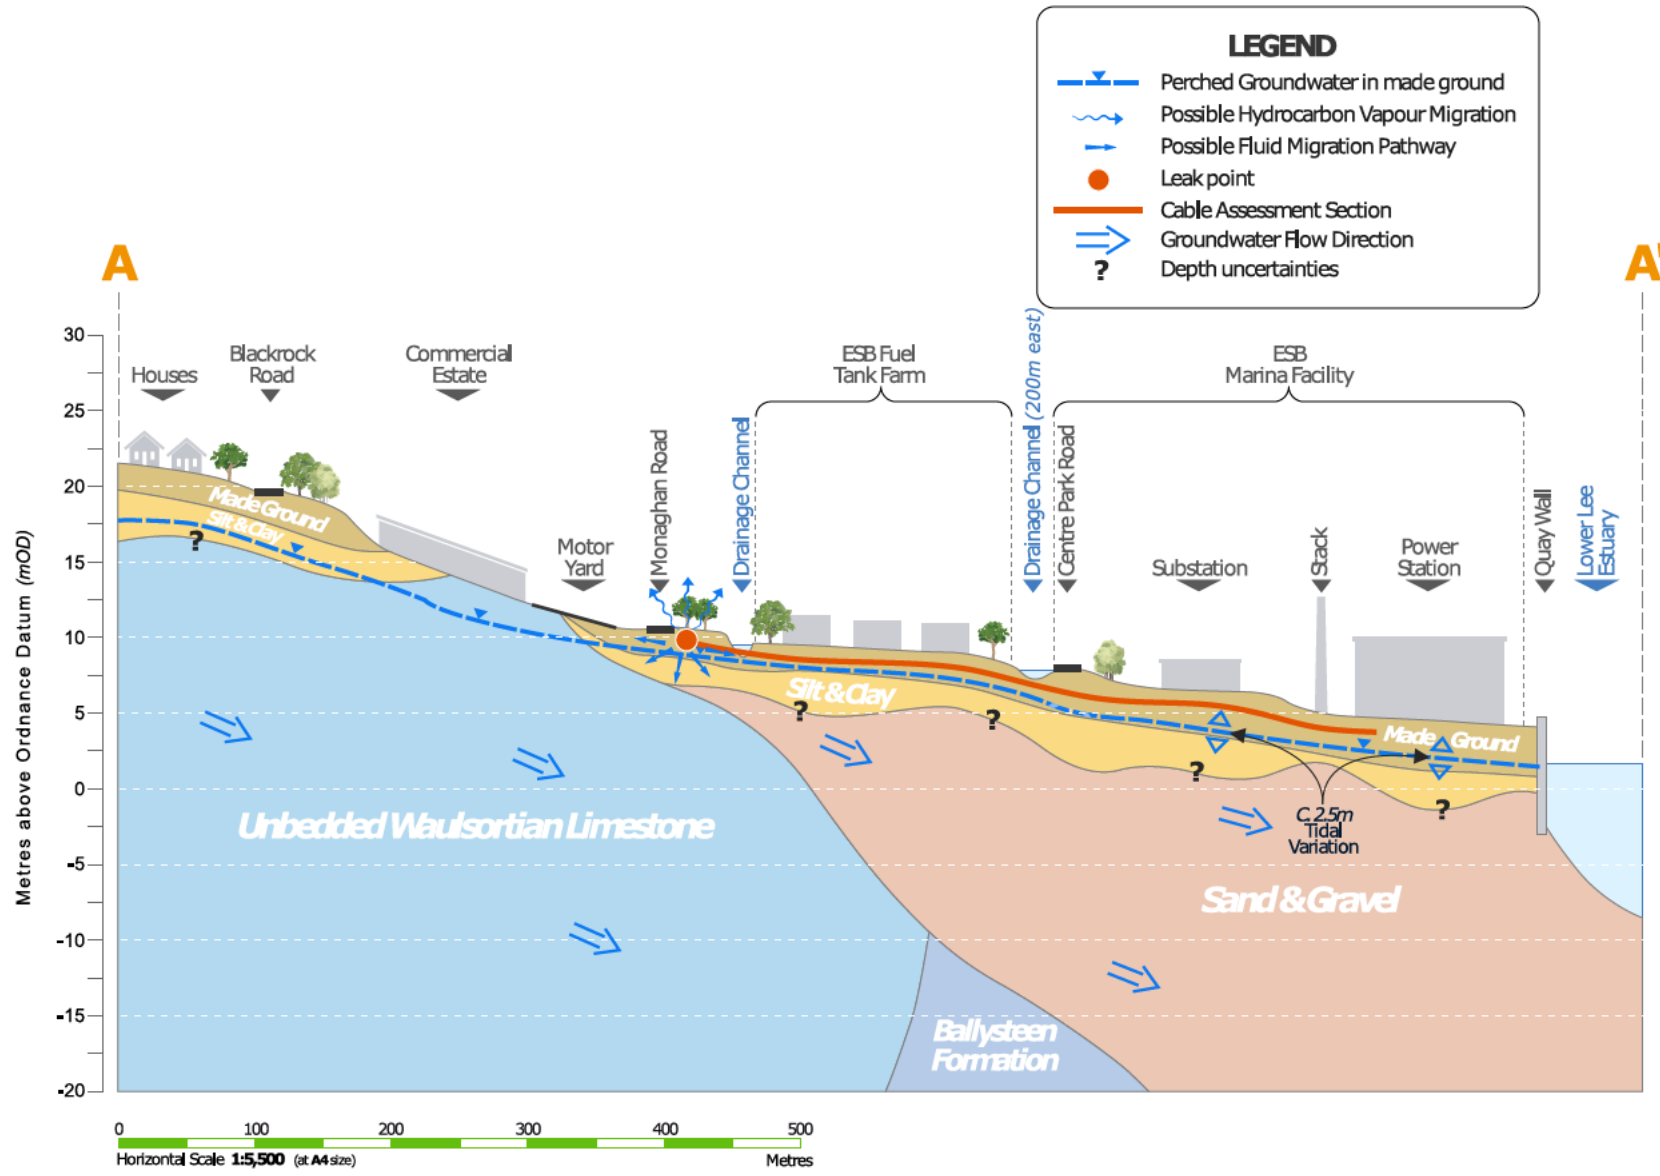 LEGEND
Perched Groundwater in made ground
Possible Hydrocarbon Vapour Migration
Possible Fluid Migration Pathway
Leak point
Cable Assessment Section
Groundwater Flow Direction
? Depth uncertainties
A
A'
Metres above Ordnance Datum (mOD)
30
25
20
15
10
5
0
-5
-10
-15
-20
Houses
Blackrock
Road
Commercial
Estate
Motor
Yard
Monaghan Road
Drainage Channel
ESB Fuel
Tank Farm
Drainage Channel (200m east)
Centre Park Road
ESB
Marina Facility
Substation
Stack
Power
Station
Quay Wall
Lower Lee
Estuary
Made Ground
Silt & Clay
?
Silt & Clay
?
?
?
?
Made Ground
C. 2.5m
Tidal
Variation
Unbedded Waulsortian Limestone
Sand & Gravel
Ballysteen
Formation
0 100 200 300 400 500
Horizontal Scale 1:5,500 (at A4 size)
Metres